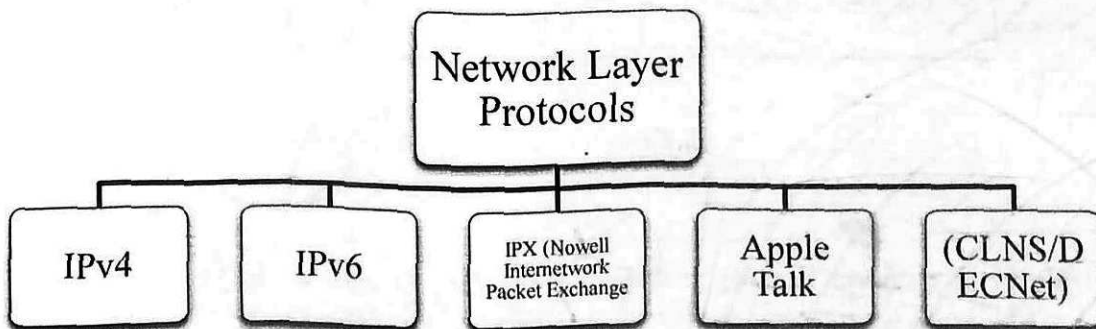 Network Layer
Protocols
IPv4
IPv6
IPX (Nowell
Internetwork
Packet Exchange
Apple
Talk
(CLNS/D
ECNet)